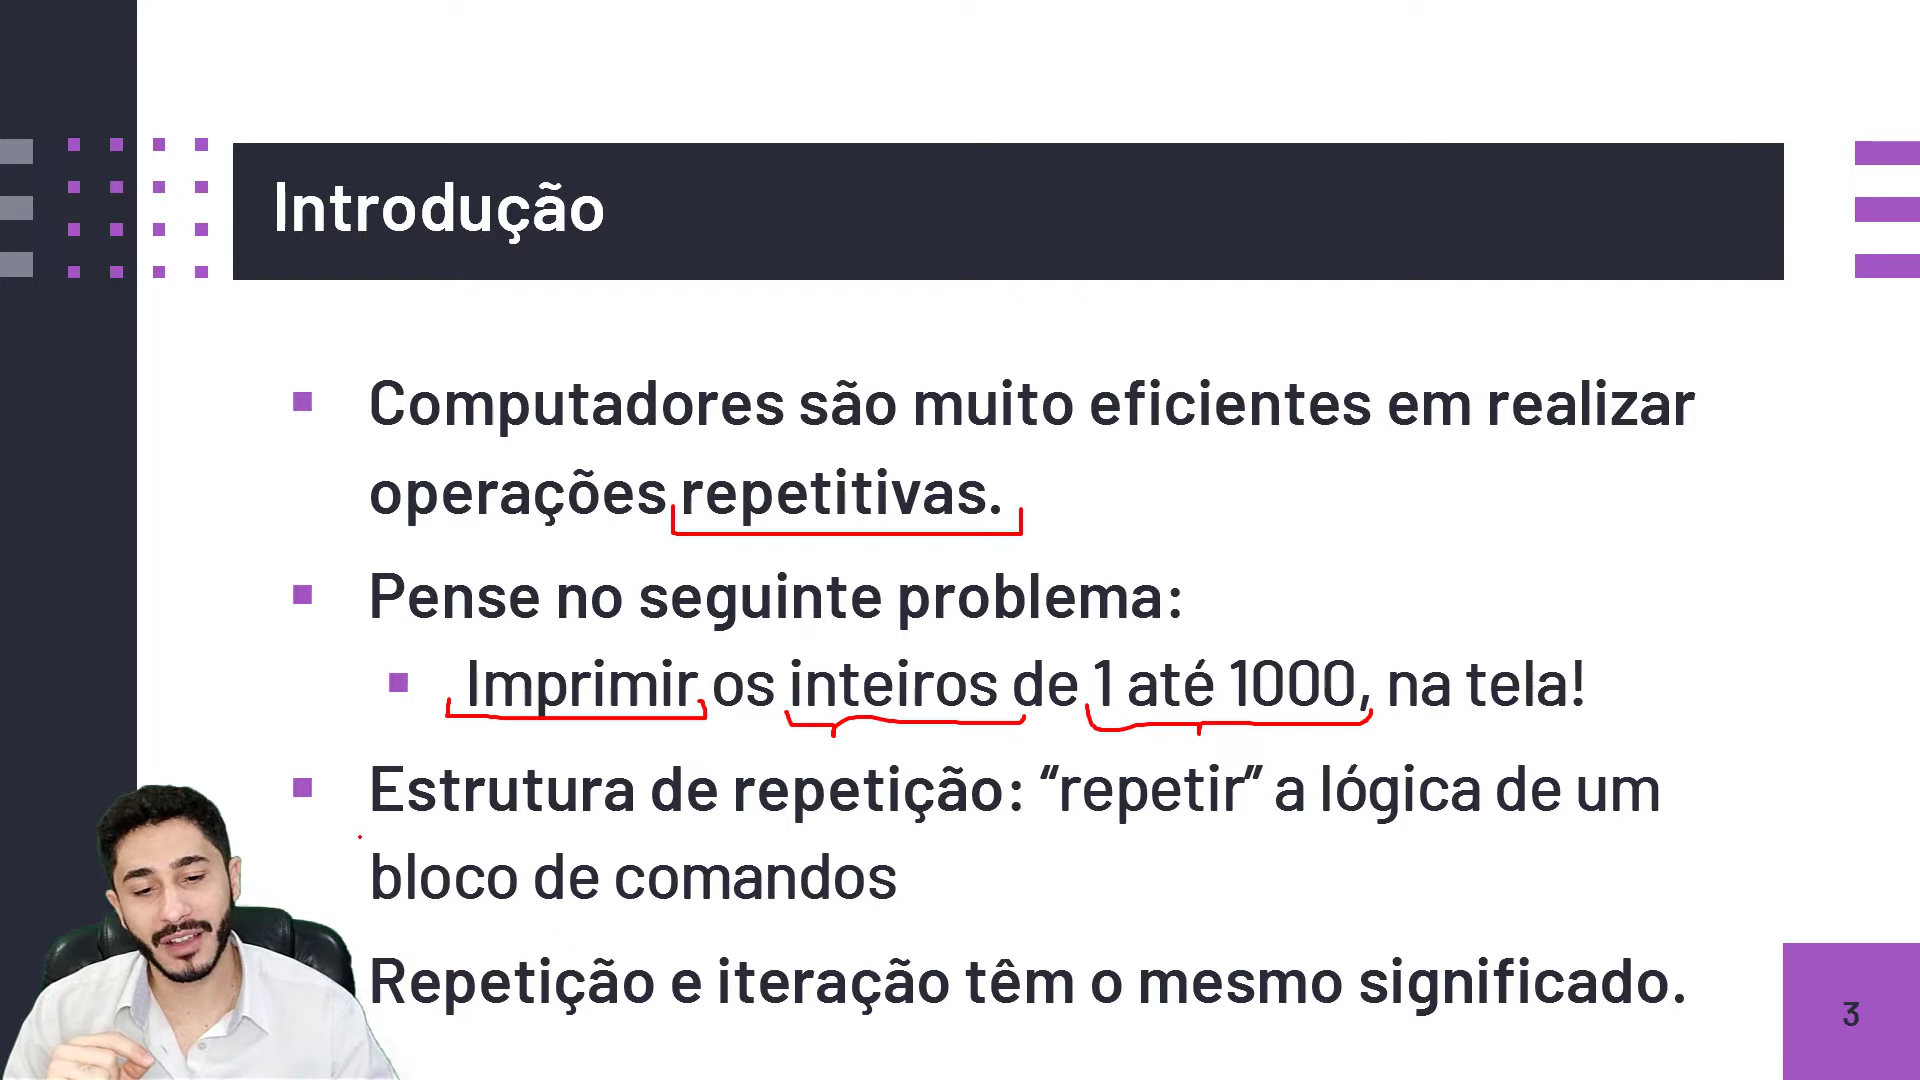 Introdução
Computadores são muito eficientes em realizar
operações repetitivas.
Pense no seguinte problema:
Imprimir os inteiros de 1 até 1000, na tela!
Estrutura de repetição: “repetir” a lógica de um
bloco de comandos
Repetição e iteração têm o mesmo significado.
3